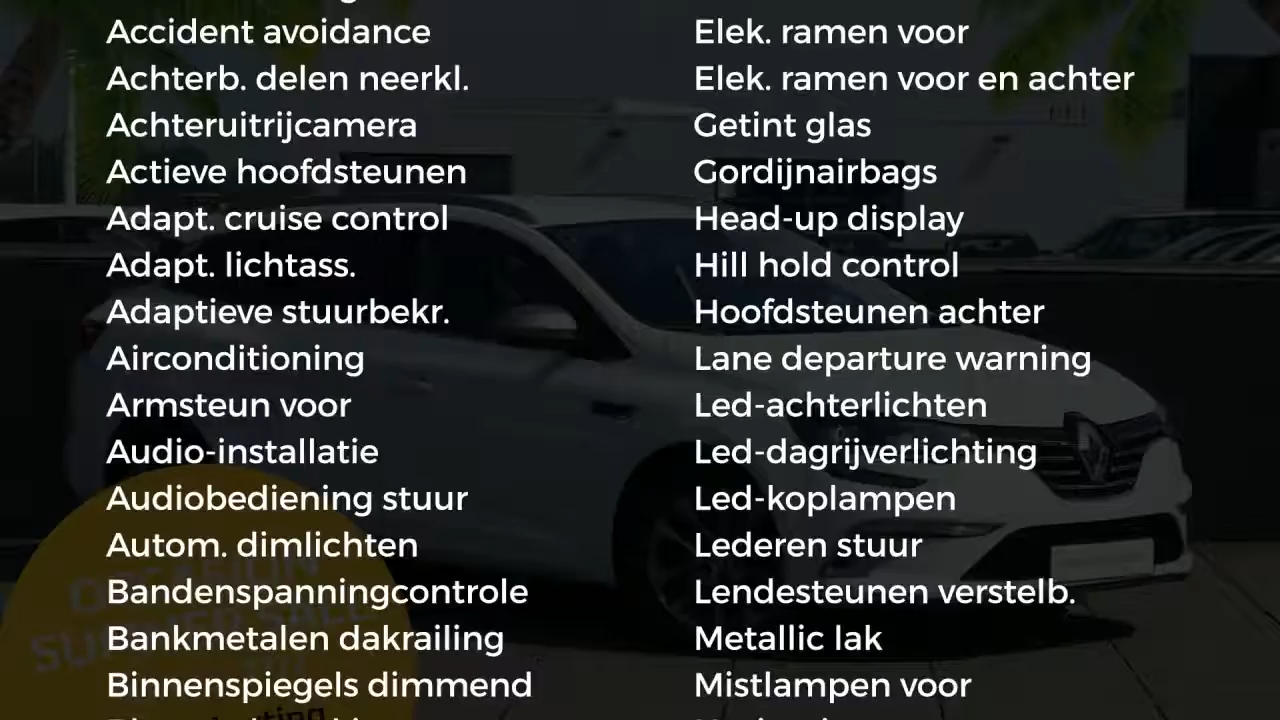 Accident avoidance
Achterb. delen neerkl.
Achteruitrijcamera
Actieve hoofdsteunen
Adapt. cruise control
Adapt. lichtass.
Adaptieve stuurbekr.
Airconditioning
Armsteun voor
Audio-installatie
Audiobediening stuur
Autom. dimlichten
Bandenspanningcontrole
Bankmetalen dakrailing
Binnenspiegels dimmend
Elek. ramen voor
Elek. ramen voor en achter
Getint glas
Gordijnairbags
Head-up display
Hill hold control
Hoofdsteunen achter
Lane departure warning
Led-achterlichten
Led-dagrijverlichting
Led-koplampen
Lederen stuur
Lendesteunen verstelb.
Metallic lak
Mistlampen voor
OCCASION
SUMMER SALE